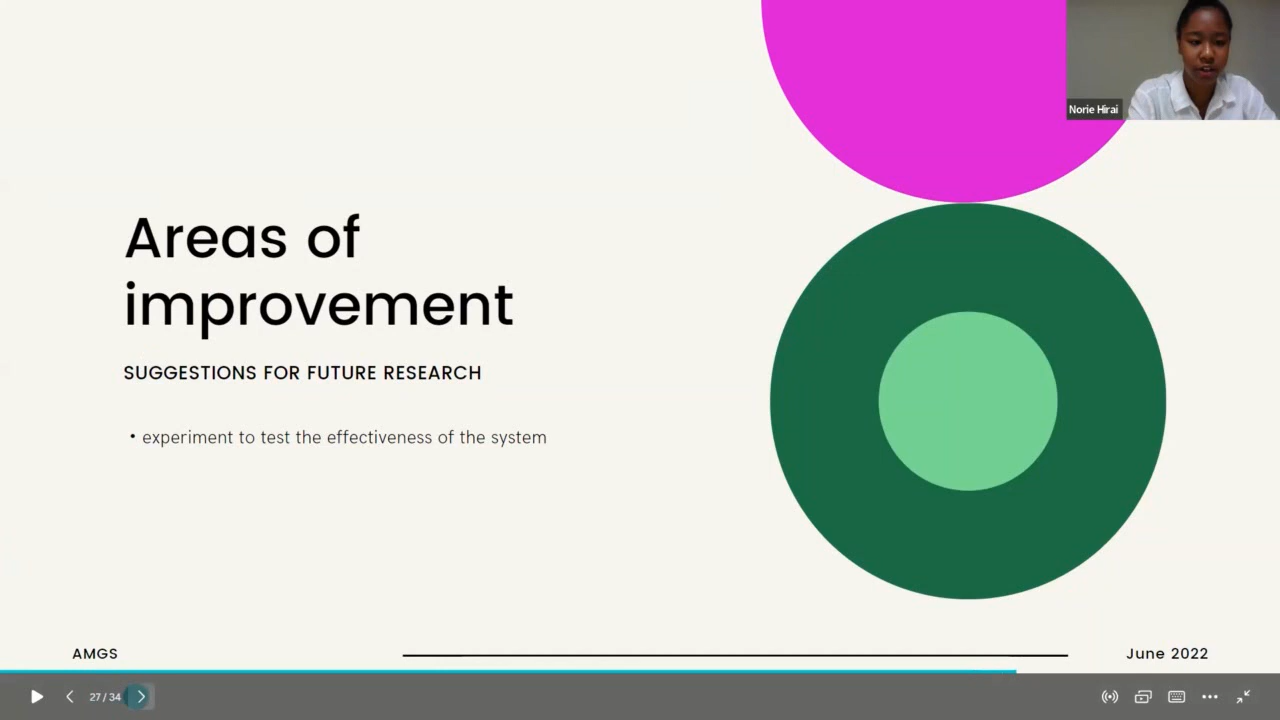 Norie Hirai
Areas of
improvement
SUGGESTIONS FOR FUTURE RESEARCH
• experiment to test the effectiveness of the system
AMGS
June 2022
27 / 34